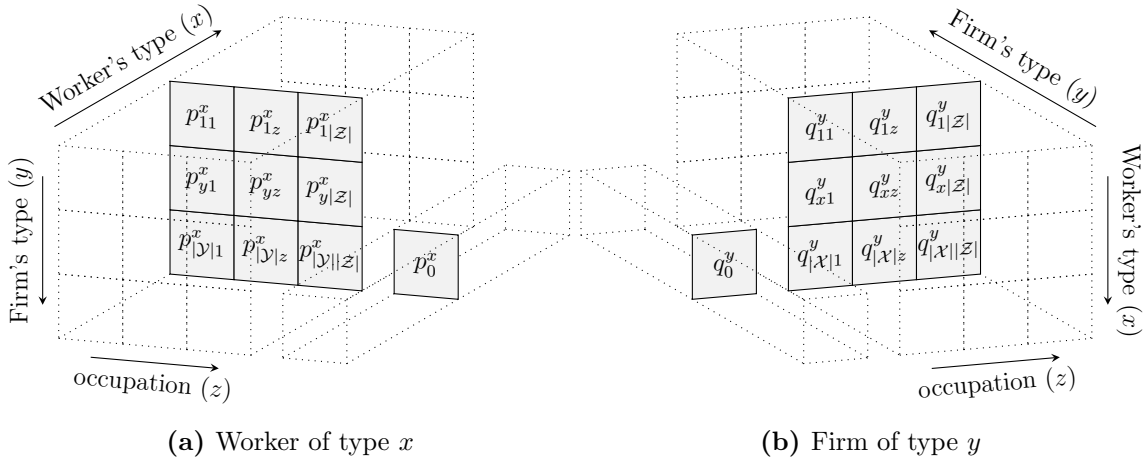 Worker's type (x)
Firm's type (y)
occupation (z)
p^x_{11} p^x_{1z} p^x_{1|𝒵|}
p^x_{y1} p^x_{yz} p^x_{y|𝒵|}
p^x_{|𝒴|1} p^x_{|𝒴|z} p^x_{|𝒴||𝒵|}
p^x_0
(a) Worker of type x
Firm's type (y)
Worker's type (x)
occupation (z)
q^y_{11} q^y_{1z} q^y_{1|𝒵|}
q^y_{x1} q^y_{xz} q^y_{x|𝒵|}
q^y_{|𝒳|1} q^y_{|𝒳|z} q^y_{|𝒳||𝒵|}
q^y_0
(b) Firm of type y